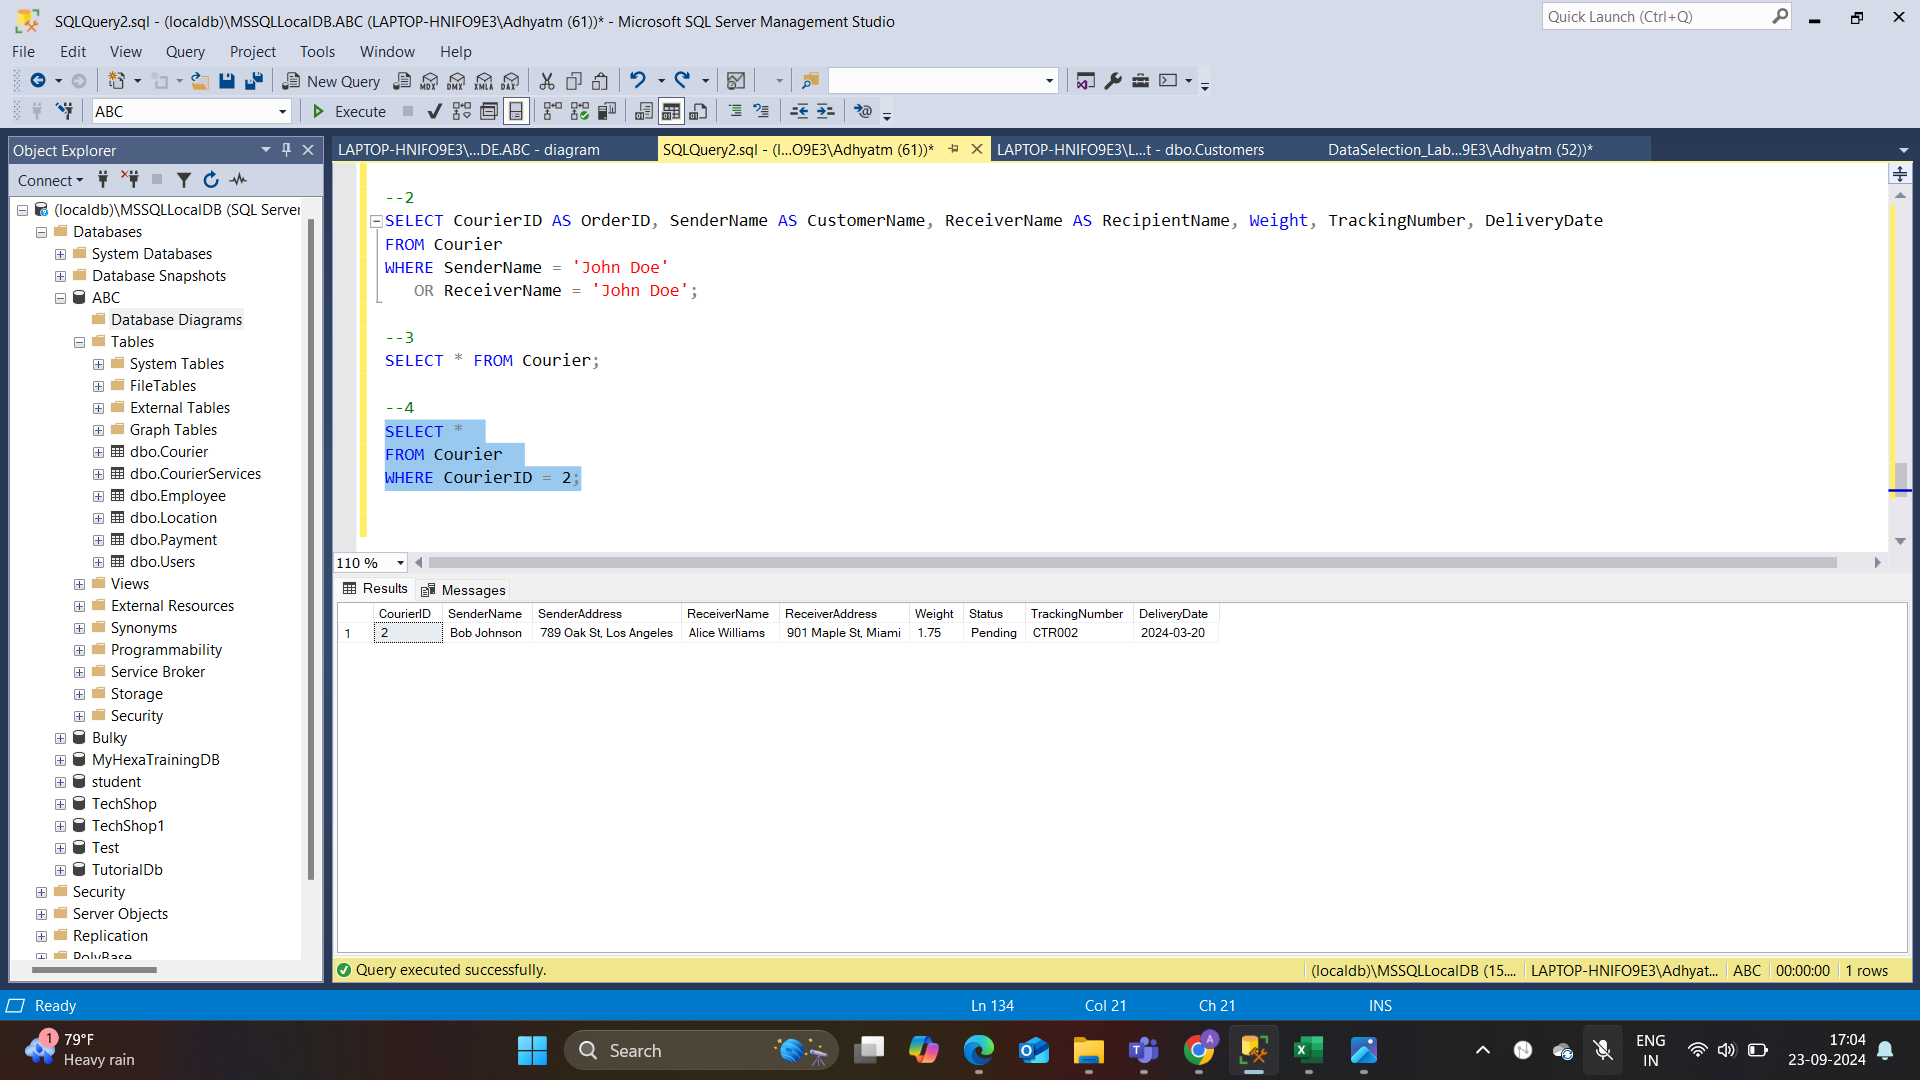 SQLQuery2.sql - (localdb)\MSSQLLocalDB.ABC (LAPTOP-HNIFO9E3\Adhyatm (61))* - Microsoft SQL Server Management Studio
Quick Launch (Ctrl+Q)
File Edit View Query Project Tools Window Help
New Query
MDX DMX XMLA DAX
ABC
Execute
Object Explorer
LAPTOP-HNIFO9E3\...DE.ABC - diagram
SQLQuery2.sql - (l...O9E3\Adhyatm (61))*
LAPTOP-HNIFO9E3\L...t - dbo.Customers
DataSelection_Lab...9E3\Adhyatm (52))*
Connect
(localdb)\MSSQLLocalDB (SQL Server
Databases
System Databases
Database Snapshots
ABC
Database Diagrams
Tables
System Tables
FileTables
External Tables
Graph Tables
dbo.Courier
dbo.CourierServices
dbo.Employee
dbo.Location
dbo.Payment
dbo.Users
Views
External Resources
Synonyms
Programmability
Service Broker
Storage
Security
Bulky
MyHexaTrainingDB
student
TechShop
TechShop1
Test
TutorialDb
Security
Server Objects
Replication
PolyBase
--2
SELECT CourierID AS OrderID, SenderName AS CustomerName, ReceiverName AS RecipientName, Weight, TrackingNumber, DeliveryDate
FROM Courier
WHERE SenderName = 'John Doe'
OR ReceiverName = 'John Doe';
--3
SELECT * FROM Courier;
--4
SELECT *
FROM Courier
WHERE CourierID = 2;
110 %
Results Messages
CourierID SenderName SenderAddress ReceiverName ReceiverAddress Weight Status TrackingNumber DeliveryDate
1 2 Bob Johnson 789 Oak St, Los Angeles Alice Williams 901 Maple St, Miami 1.75 Pending CTR002 2024-03-20
Query executed successfully.
(localdb)\MSSQLLocalDB (15.... LAPTOP-HNIFO9E3\Adhyat... ABC 00:00:00 1 rows
Ready
Ln 134 Col 21 Ch 21 INS
1
79°F
Heavy rain
Search
A
ENG
IN
17:04
23-09-2024